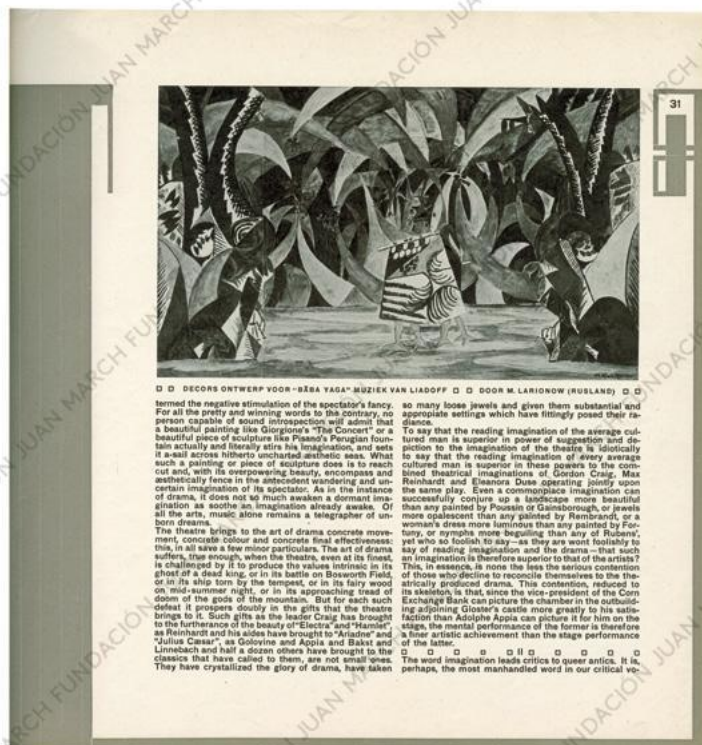 31
DECORS ONTWERP VOOR "BĀBA YAGA" MUZIEK VAN LIADOFF DOOR M. LARIONOW (RUSLAND)
termed the negative stimulation of the spectator's fancy.
For all the pretty and winning words to the contrary, no
person capable of sound introspection will admit that
a beautiful painting like Giorgione's "The Concert" or a
beautiful piece of sculpture like Pisano's Perugian foun-
tain actually and literally stirs his imagination, and sets
it a-sail across hitherto uncharted æsthetic seas. What
such a painting or piece of sculpture does is to reach
out and, with its overpowering beauty, encompass and
æsthetically fence in the antecedent wandering and un-
certain imagination of its spectator. As in the instance
of drama, it does not so much awaken a dormant ima-
gination as soothe an imagination already awake. Of
all the arts, music alone remains a telegrapher of un-
born dreams.
The theatre brings to the art of drama concrete move-
ment, concrete colour and concrete final effectiveness:
this, in all save a few minor particulars. The art of drama
suffers, true enough, when the theatre, even at its finest,
is challenged by it to produce the values intrinsic in its
ghost of a dead king, or in its battle on Bosworth Field,
or in its ship torn by the tempest, or in its fairy wood
on mid-summer night, or in its approaching tread of
doom of the gods of the mountain. But for each such
defeat it prospers doubly in the gifts that the theatre
brings to it. Such gifts as the leader Craig has brought
to the furtherance of the beauty of "Electra" and "Hamlet",
as Reinhardt and his aides have brought to "Ariadne" and
"Julius Cæsar", as Golovine and Appia and Bakst and
Linnebach and half a dozen others have brought to the
classics that have called to them, are not small ones.
They have crystallized the glory of drama, have taken
so many loose jewels and given them substantial and
appropiate settings which have fittingly posed their ra-
diance.
To say that the reading imagination of the average cul-
tured man is superior in power of suggestion and de-
piction to the imagination of the theatre is idiotically
to say that the reading imagination of every average
cultured man is superior in these powers to the com-
bined theatrical imaginations of Gordon Craig, Max
Reinhardt and Eleanora Duse operating jointly upon
the same play. Even a commonplace imagination can
successfully conjure up a landscape more beautiful
than any painted by Poussin or Gainsborough, or jewels
more opalescent than any painted by Rembrandt, or a
woman's dress more luminous than any painted by For-
tuny, or nymphs more beguiling than any of Rubens',
yet who so foolish to say—as they are wont foolishly to
say of reading imagination and the drama—that such
an imagination is therefore superior to that of the artists?
This, in essence, is none the less the serious contention
of those who decline to reconcile themselves to the the-
atrically produced drama. This contention, reduced to
its skeleton, is that, since the vice-president of the Corn
Exchange Bank can picture the chamber in the outbuild-
ing adjoining Gloster's castle more greatly to his satis-
faction than Adolphe Appia can picture it for him on the
stage, the mental performance of the former is therefore
a finer artistic achievement than the stage performance
of the latter.
II
The word imagination leads critics to queer antics. It is,
perhaps, the most manhandled word in our critical vo-
FUNDACIÓN JUAN MARCH